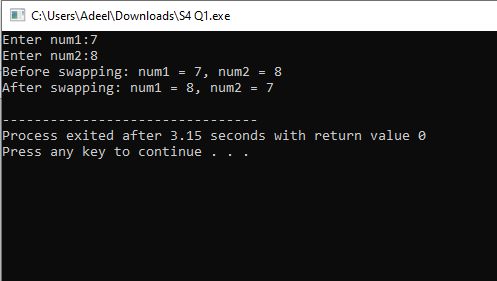 C:\Users\Adeel\Downloads\S4 Q1.exe
Enter num1:7
Enter num2:8
Before swapping: num1 = 7, num2 = 8
After swapping: num1 = 8, num2 = 7
--------------------------------
Process exited after 3.15 seconds with return value 0
Press any key to continue . . .